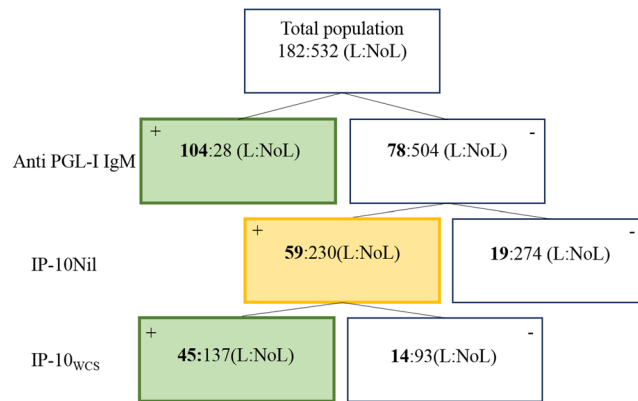 Total population
182:532 (L:NoL)
+
-
Anti PGL-I IgM
104:28 (L:NoL)
78:504 (L:NoL)
+
-
IP-10Nil
59:230(L:NoL)
19:274 (L:NoL)
+
-
IP-10WCS
45:137(L:NoL)
14:93(L:NoL)